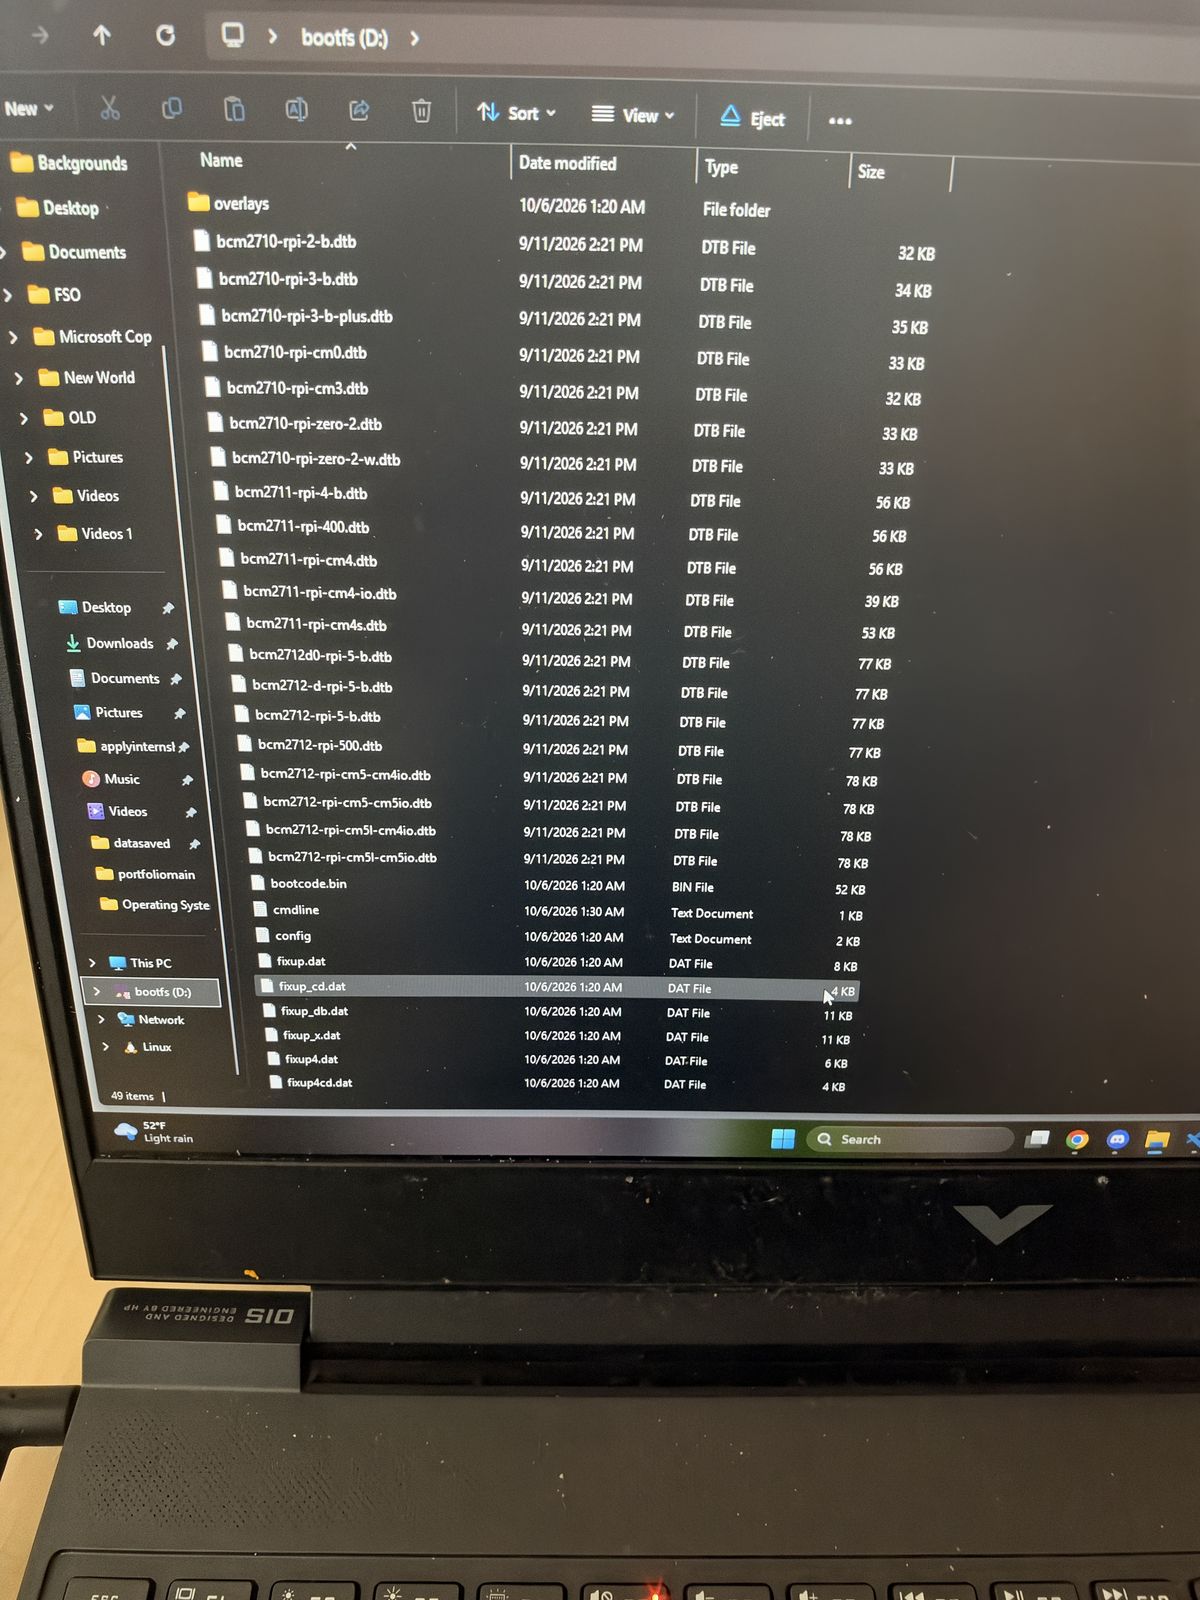 bootfs (D:)
New Sort View Eject
Name Date modified Type Size
Backgrounds
Desktop
Documents
FSO
Microsoft Cop
New World
OLD
Pictures
Videos
Videos 1
Desktop
Downloads
Documents
Pictures
applyinternsl
Music
Videos
datasaved
portfoliomain
Operating Syste
This PC
bootfs (D:)
Network
Linux
overlays 10/6/2026 1:20 AM File folder
bcm2710-rpi-2-b.dtb 9/11/2026 2:21 PM DTB File 32 KB
bcm2710-rpi-3-b.dtb 9/11/2026 2:21 PM DTB File 34 KB
bcm2710-rpi-3-b-plus.dtb 9/11/2026 2:21 PM DTB File 35 KB
bcm2710-rpi-cm0.dtb 9/11/2026 2:21 PM DTB File 33 KB
bcm2710-rpi-cm3.dtb 9/11/2026 2:21 PM DTB File 32 KB
bcm2710-rpi-zero-2.dtb 9/11/2026 2:21 PM DTB File 33 KB
bcm2710-rpi-zero-2-w.dtb 9/11/2026 2:21 PM DTB File 33 KB
bcm2711-rpi-4-b.dtb 9/11/2026 2:21 PM DTB File 56 KB
bcm2711-rpi-400.dtb 9/11/2026 2:21 PM DTB File 56 KB
bcm2711-rpi-cm4.dtb 9/11/2026 2:21 PM DTB File 56 KB
bcm2711-rpi-cm4-io.dtb 9/11/2026 2:21 PM DTB File 39 KB
bcm2711-rpi-cm4s.dtb 9/11/2026 2:21 PM DTB File 53 KB
bcm2712d0-rpi-5-b.dtb 9/11/2026 2:21 PM DTB File 77 KB
bcm2712-d-rpi-5-b.dtb 9/11/2026 2:21 PM DTB File 77 KB
bcm2712-rpi-5-b.dtb 9/11/2026 2:21 PM DTB File 77 KB
bcm2712-rpi-500.dtb 9/11/2026 2:21 PM DTB File 77 KB
bcm2712-rpi-cm5-cm4io.dtb 9/11/2026 2:21 PM DTB File 78 KB
bcm2712-rpi-cm5-cm5io.dtb 9/11/2026 2:21 PM DTB File 78 KB
bcm2712-rpi-cm5l-cm4io.dtb 9/11/2026 2:21 PM DTB File 78 KB
bcm2712-rpi-cm5l-cm5io.dtb 9/11/2026 2:21 PM DTB File 78 KB
bootcode.bin 10/6/2026 1:20 AM BIN File 52 KB
cmdline 10/6/2026 1:30 AM Text Document 1 KB
config 10/6/2026 1:20 AM Text Document 2 KB
fixup.dat 10/6/2026 1:20 AM DAT File 8 KB
fixup_cd.dat 10/6/2026 1:20 AM DAT File 4 KB
fixup_db.dat 10/6/2026 1:20 AM DAT File 11 KB
fixup_x.dat 10/6/2026 1:20 AM DAT File 11 KB
fixup4.dat 10/6/2026 1:20 AM DAT File 6 KB
fixup4cd.dat 10/6/2026 1:20 AM DAT File 4 KB
49 items
52°F
Light rain
Search
DIS DESIGNED AND
ENGINEERED BY HP